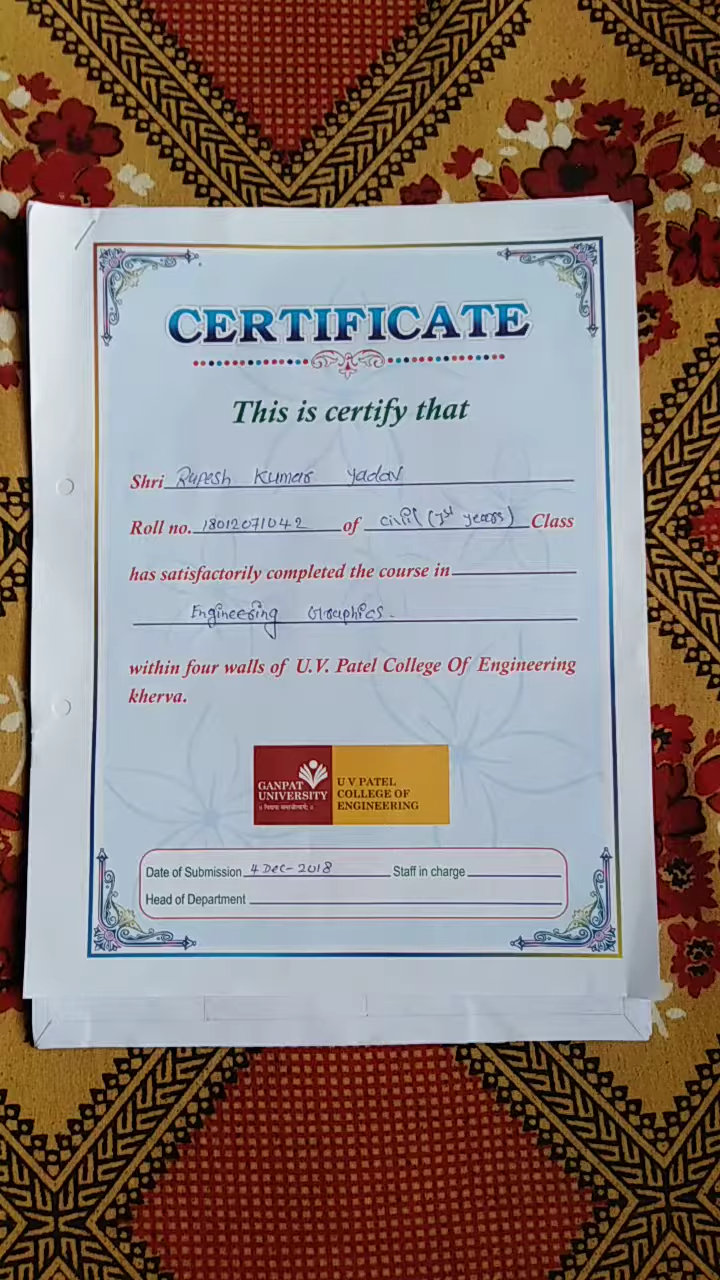 CERTIFICATE
This is certify that
Shri Rupesh Kumar Yadav
Roll no. 18012071042 of civil (1st years) Class
has satisfactorily completed the course in
Engineering Graphics.
within four walls of U.V. Patel College Of Engineering
kherva.
GANPAT
UNIVERSITY
U V PATEL
COLLEGE OF
ENGINEERING
Date of Submission 4 Dec-2018 Staff in charge
Head of Department